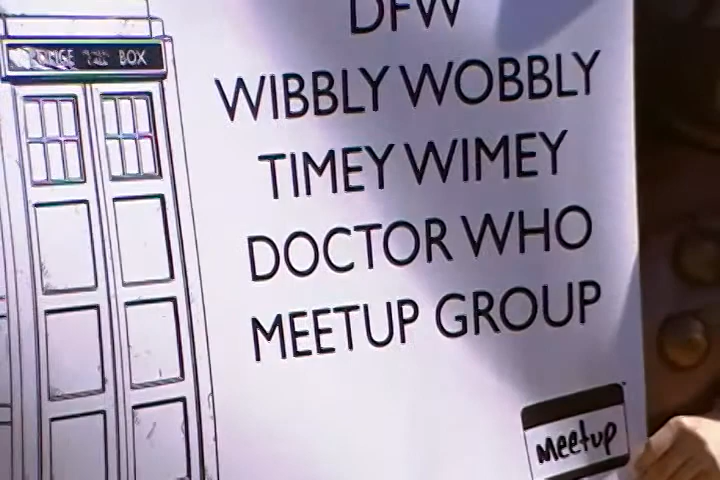 DFW
BOX
WIBBLY WOBBLY
TIMEY WIMEY
DOCTOR WHO
MEETUP GROUP
meetup